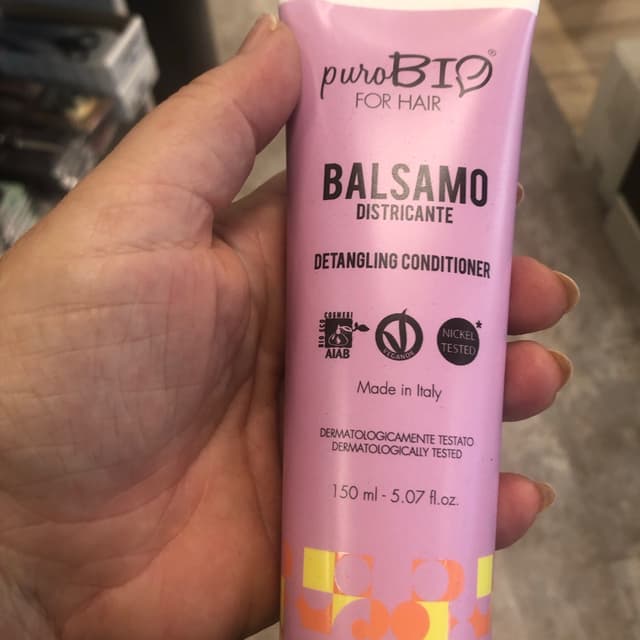 puroBIO®
FOR HAIR
BALSAMO
DISTRICANTE
DETANGLING CONDITIONER
BIO ECO COSMESI
AIAB
VEGANOK
NICKEL
TESTED*
Made in Italy
DERMATOLOGICAMENTE TESTATO
DERMATOLOGICALLY TESTED
150 ml - 5.07 fl.oz.